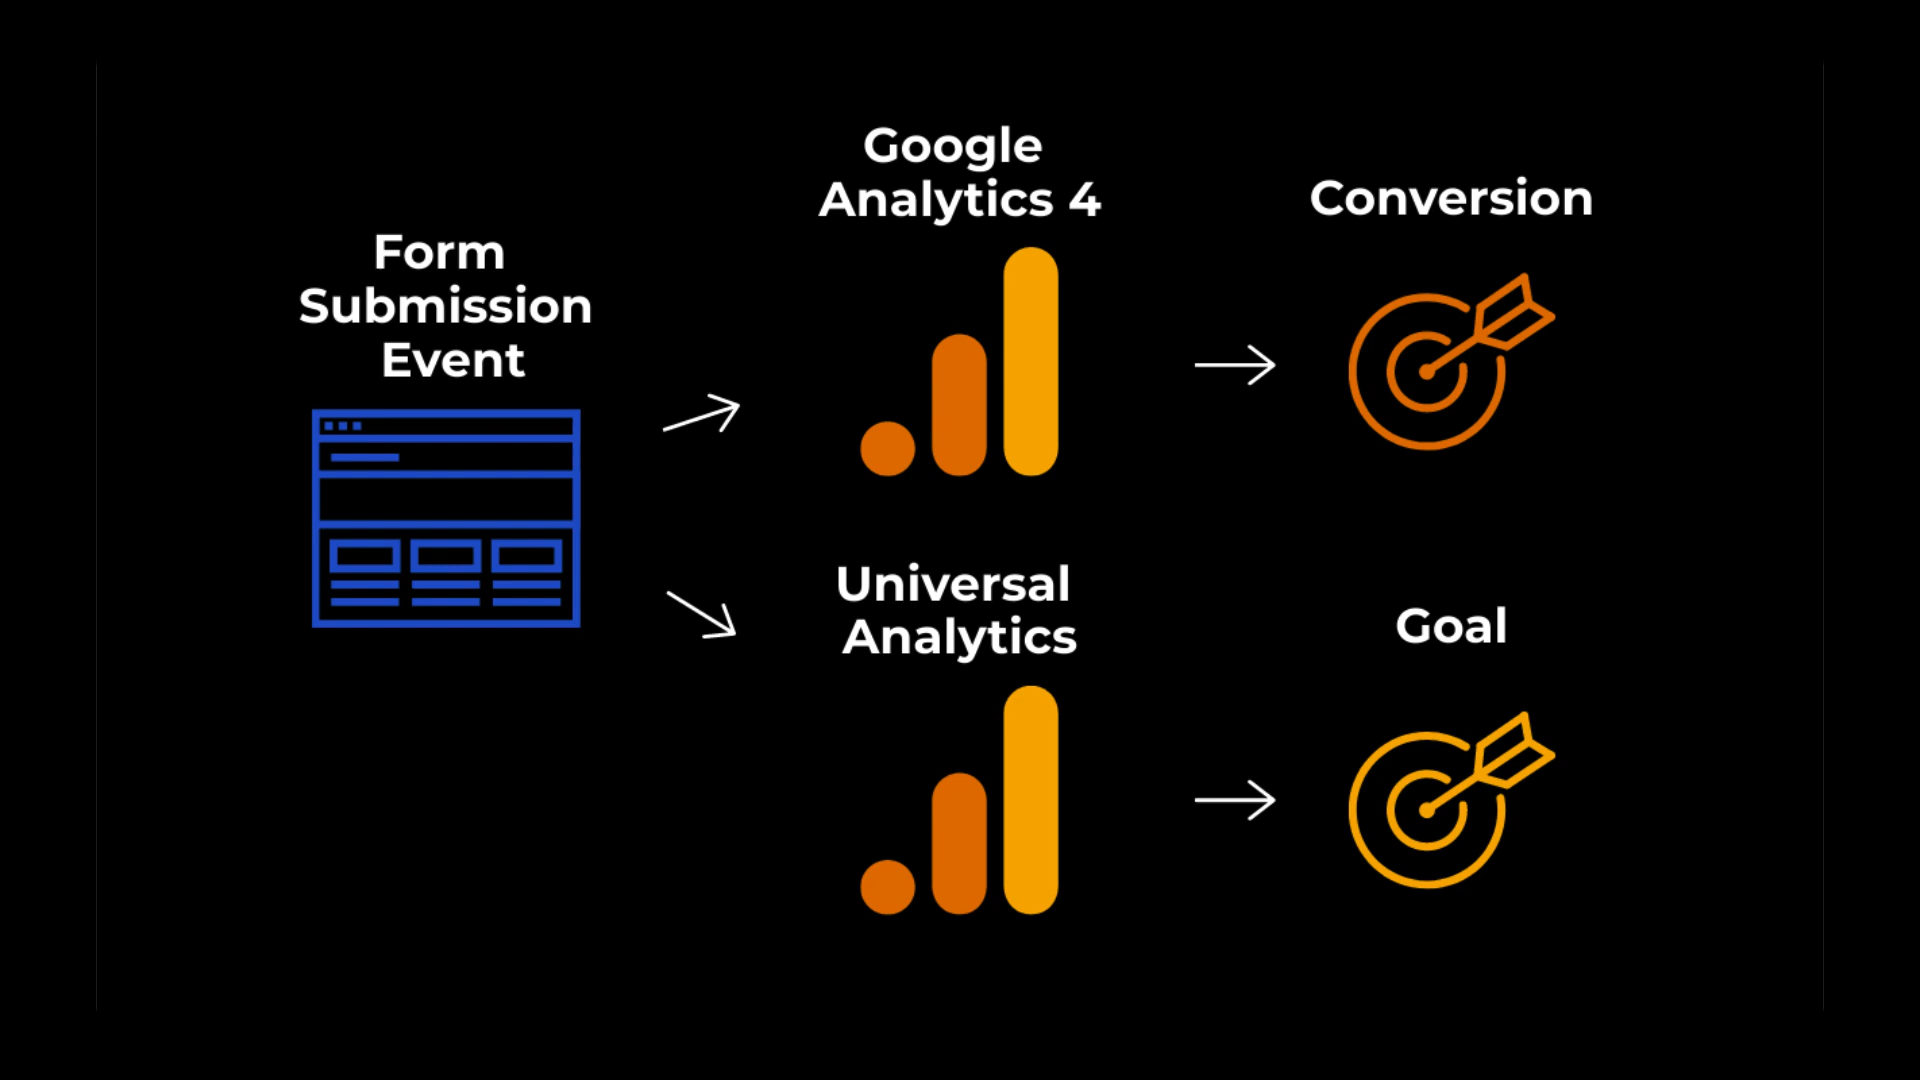 Form
Submission
Event
Google
Analytics 4
Conversion
Universal
Analytics
Goal